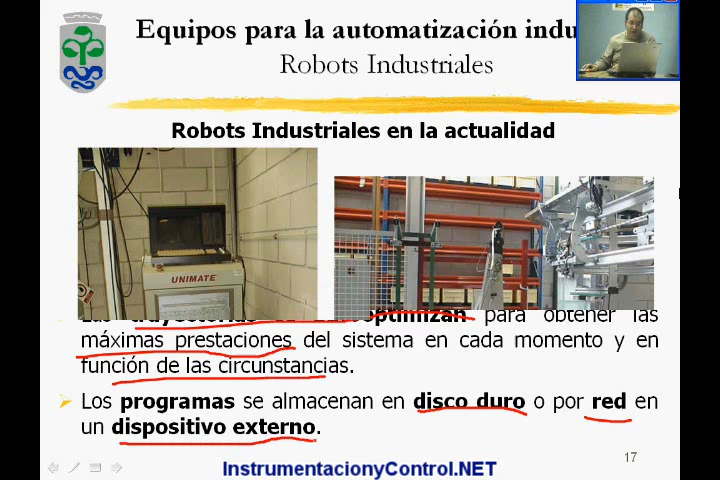 Equipos para la automatización indu
Robots Industriales
Robots Industriales en la actualidad
UNIMATE
optimizan para obtener las
máximas prestaciones del sistema en cada momento y en
función de las circunstancias.
Los programas se almacenan en disco duro o por red en
un dispositivo externo.
17
InstrumentacionyControl.NET